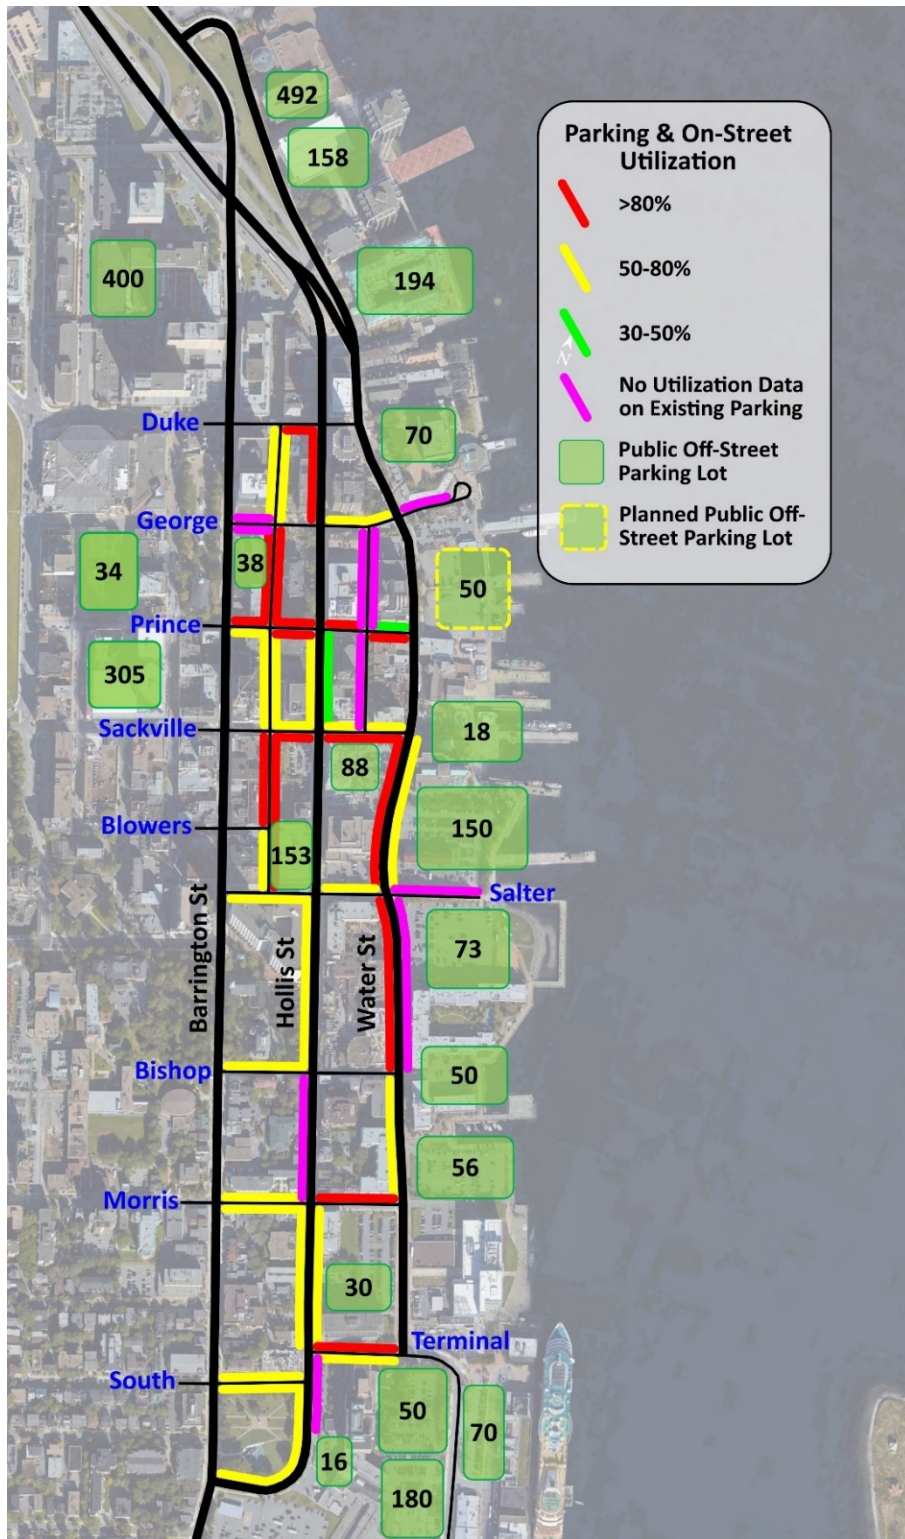 492
158
Parking & On-Street
Utilization
>80%
50-80%
30-50%
N
No Utilization Data
on Existing Parking
Public Off-Street
Parking Lot
Planned Public Off-
Street Parking Lot
400
194
Duke
70
George
38
34
50
Prince
305
Sackville
18
88
Blowers
150
153
Salter
Barrington St
Hollis St
Water St
73
Bishop
50
56
Morris
30
Terminal
South
50
70
16
180